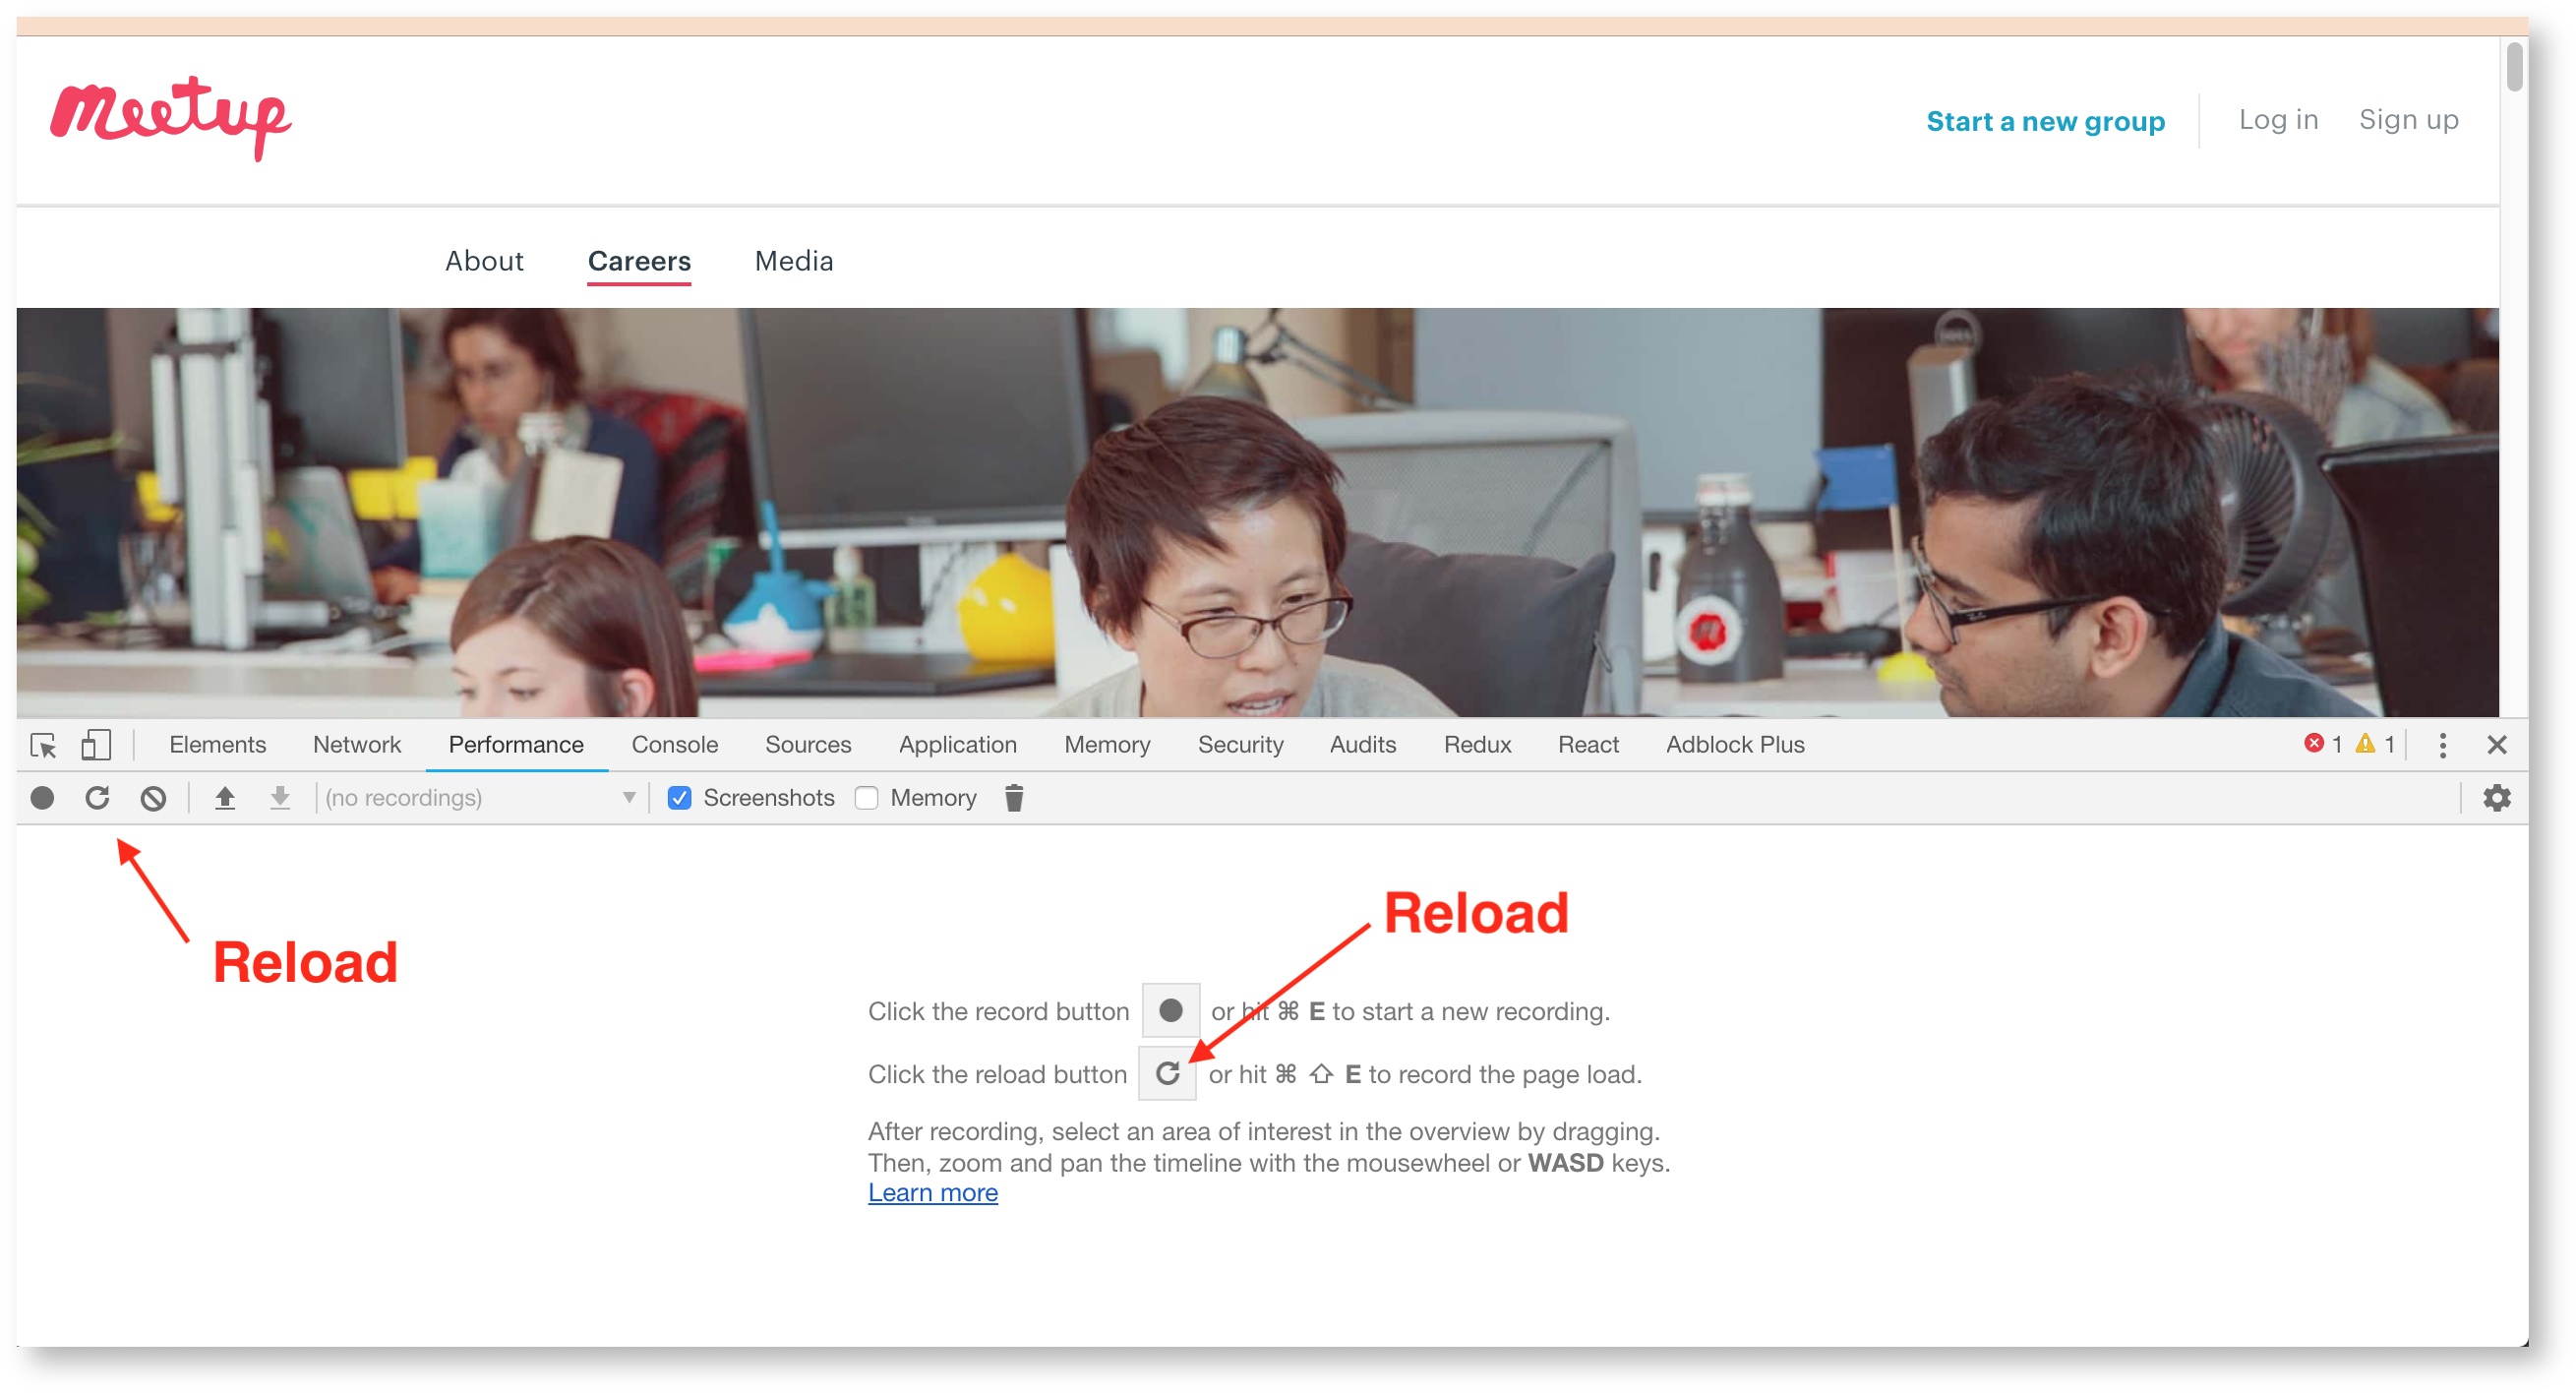 meetup
Start a new group Log in Sign up
About Careers Media
DELL
Elements Network Performance Console Sources Application Memory Security Audits Redux React Adblock Plus 1 1
(no recordings) Screenshots Memory
Reload
Reload
Click the record button or hit ⌘ E to start a new recording.
Click the reload button or hit ⌘ ⇧ E to record the page load.
After recording, select an area of interest in the overview by dragging.
Then, zoom and pan the timeline with the mousewheel or WASD keys.
Learn more